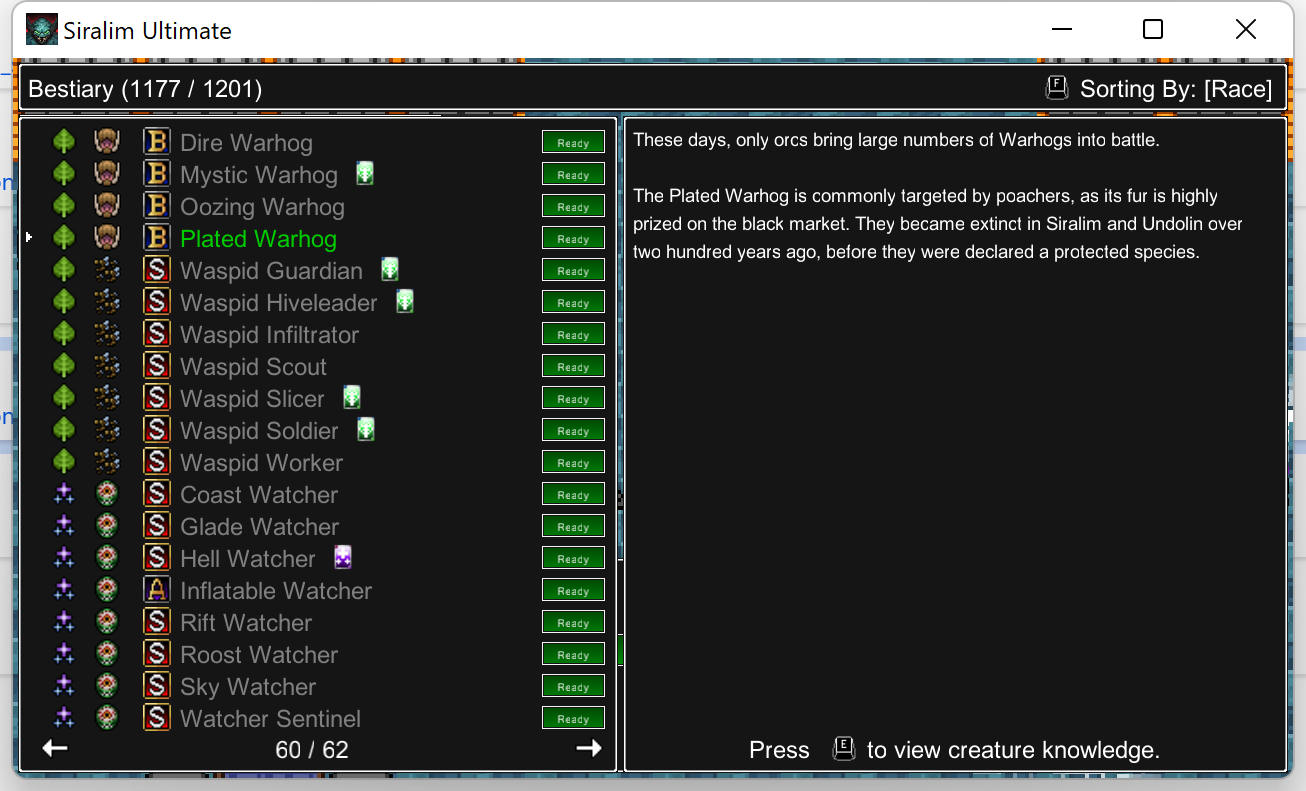 Siralim Ultimate
Bestiary (1177 / 1201)
F Sorting By: [Race]
B Dire Warhog Ready
B Mystic Warhog Ready
B Oozing Warhog Ready
B Plated Warhog Ready
S Waspid Guardian Ready
S Waspid Hiveleader Ready
S Waspid Infiltrator Ready
S Waspid Scout Ready
S Waspid Slicer Ready
S Waspid Soldier Ready
S Waspid Worker Ready
S Coast Watcher Ready
S Glade Watcher Ready
S Hell Watcher Ready
A Inflatable Watcher Ready
S Rift Watcher Ready
S Roost Watcher Ready
S Sky Watcher Ready
S Watcher Sentinel Ready
60 / 62
These days, only orcs bring large numbers of Warhogs into battle.
The Plated Warhog is commonly targeted by poachers, as its fur is highly
prized on the black market. They became extinct in Siralim and Undolin over
two hundred years ago, before they were declared a protected species.
Press E to view creature knowledge.